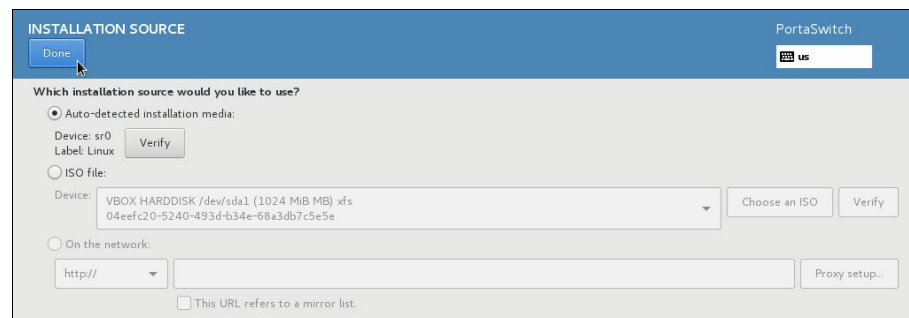 INSTALLATION SOURCE
PortaSwitch
Done
us
Which installation source would you like to use?
Auto-detected installation media:
Device: sr0
Label: Linux
Verify
ISO file:
Device:
VBOX HARDDISK /dev/sda1 (1024 MiB MB) xfs
04eefc20-5240-493d-b34e-68a3db7c5e5e
Choose an ISO
Verify
On the network:
http://
Proxy setup...
This URL refers to a mirror list.